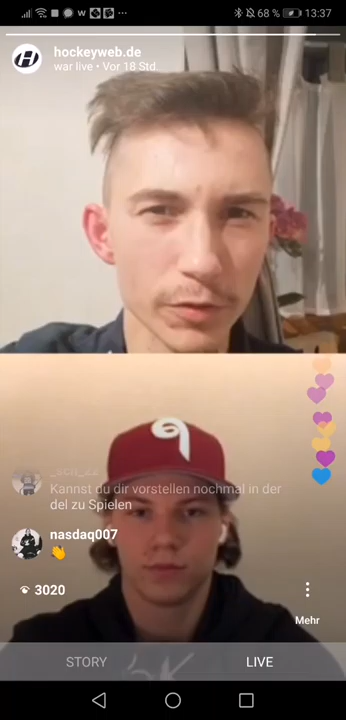 68 % 13:37
hockeyweb.de
war live • Vor 18 Std
Kannst du dir vorstellen nochmal in der
del zu Spielen
nasdaq007
3020
Mehr
STORY LIVE